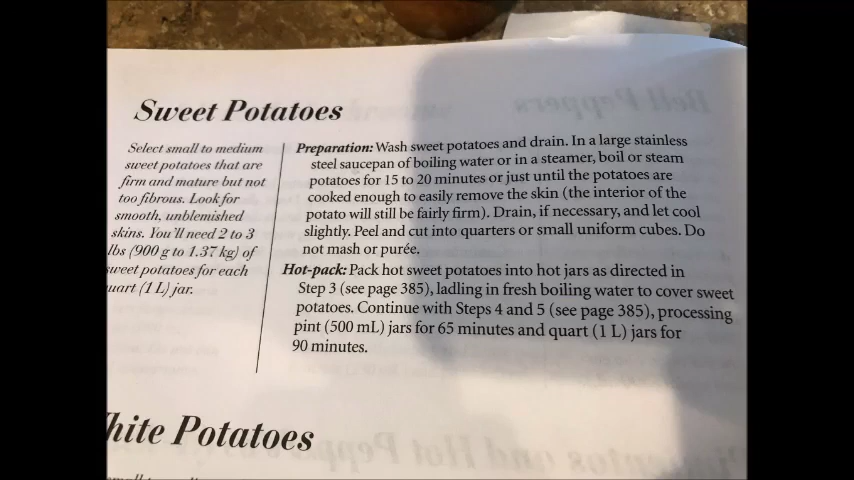 Sweet Potatoes
Select small to medium
sweet potatoes that are
firm and mature but not
too fibrous. Look for
smooth, unblemished
skins. You'll need 2 to 3
lbs (900 g to 1.37 kg) of
sweet potatoes for each
quart (1 L) jar.
Preparation: Wash sweet potatoes and drain. In a large stainless
steel saucepan of boiling water or in a steamer, boil or steam
potatoes for 15 to 20 minutes or just until the potatoes are
cooked enough to easily remove the skin (the interior of the
potato will still be fairly firm). Drain, if necessary, and let cool
slightly. Peel and cut into quarters or small uniform cubes. Do
not mash or purée.
Hot-pack: Pack hot sweet potatoes into hot jars as directed in
Step 3 (see page 385), ladling in fresh boiling water to cover sweet
potatoes. Continue with Steps 4 and 5 (see page 385), processing
pint (500 mL) jars for 65 minutes and quart (1 L) jars for
90 minutes.
White Potatoes